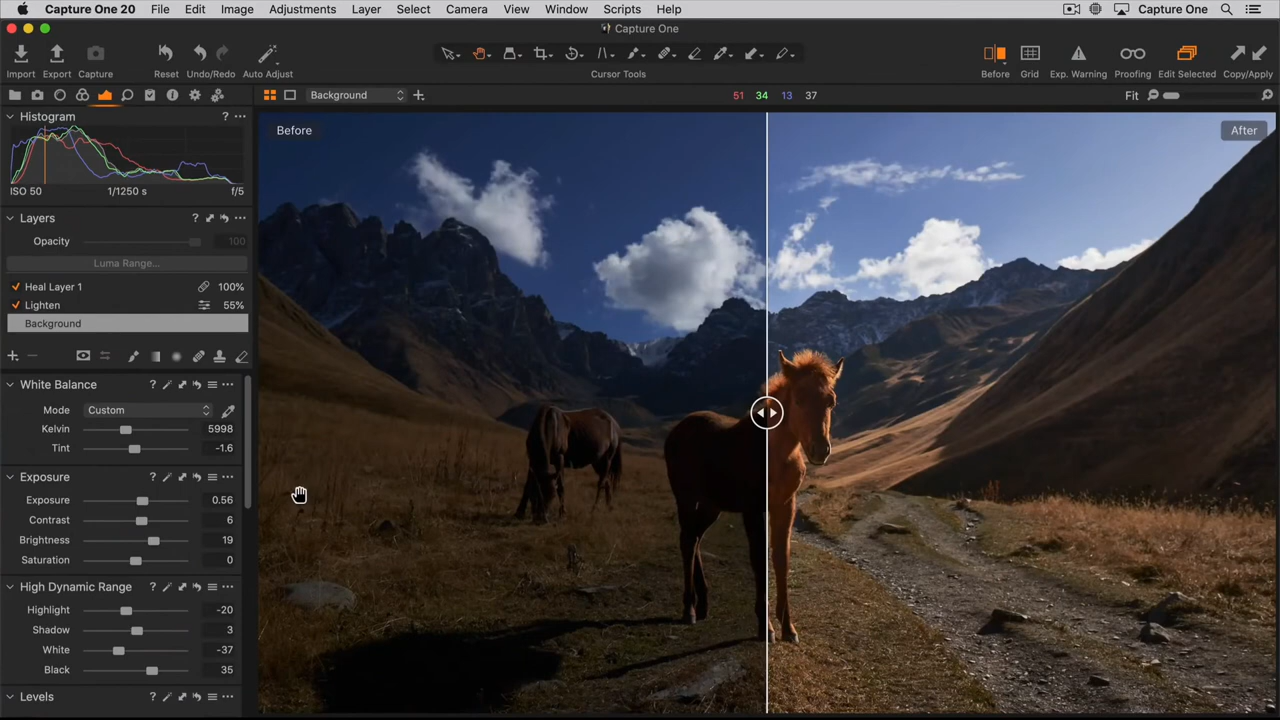 Capture One 20 File Edit Image Adjustments Layer Select Camera View Window Scripts Help Capture One
Capture One
Import Export Capture Reset Undo/Redo Auto Adjust Cursor Tools Before Grid Exp. Warning Proofing Edit Selected Copy/Apply
Background 51 34 13 37 Fit
Histogram ?
ISO 50 1/1250 s f/5
Before After
Layers ?
Opacity 100
Luma Range...
Heal Layer 1 100%
Lighten 55%
Background
White Balance ?
Mode Custom
Kelvin 5998
Tint -1.6
Exposure ?
Exposure 0.56
Contrast 6
Brightness 19
Saturation 0
High Dynamic Range ?
Highlight -20
Shadow 3
White -37
Black 35
Levels ?